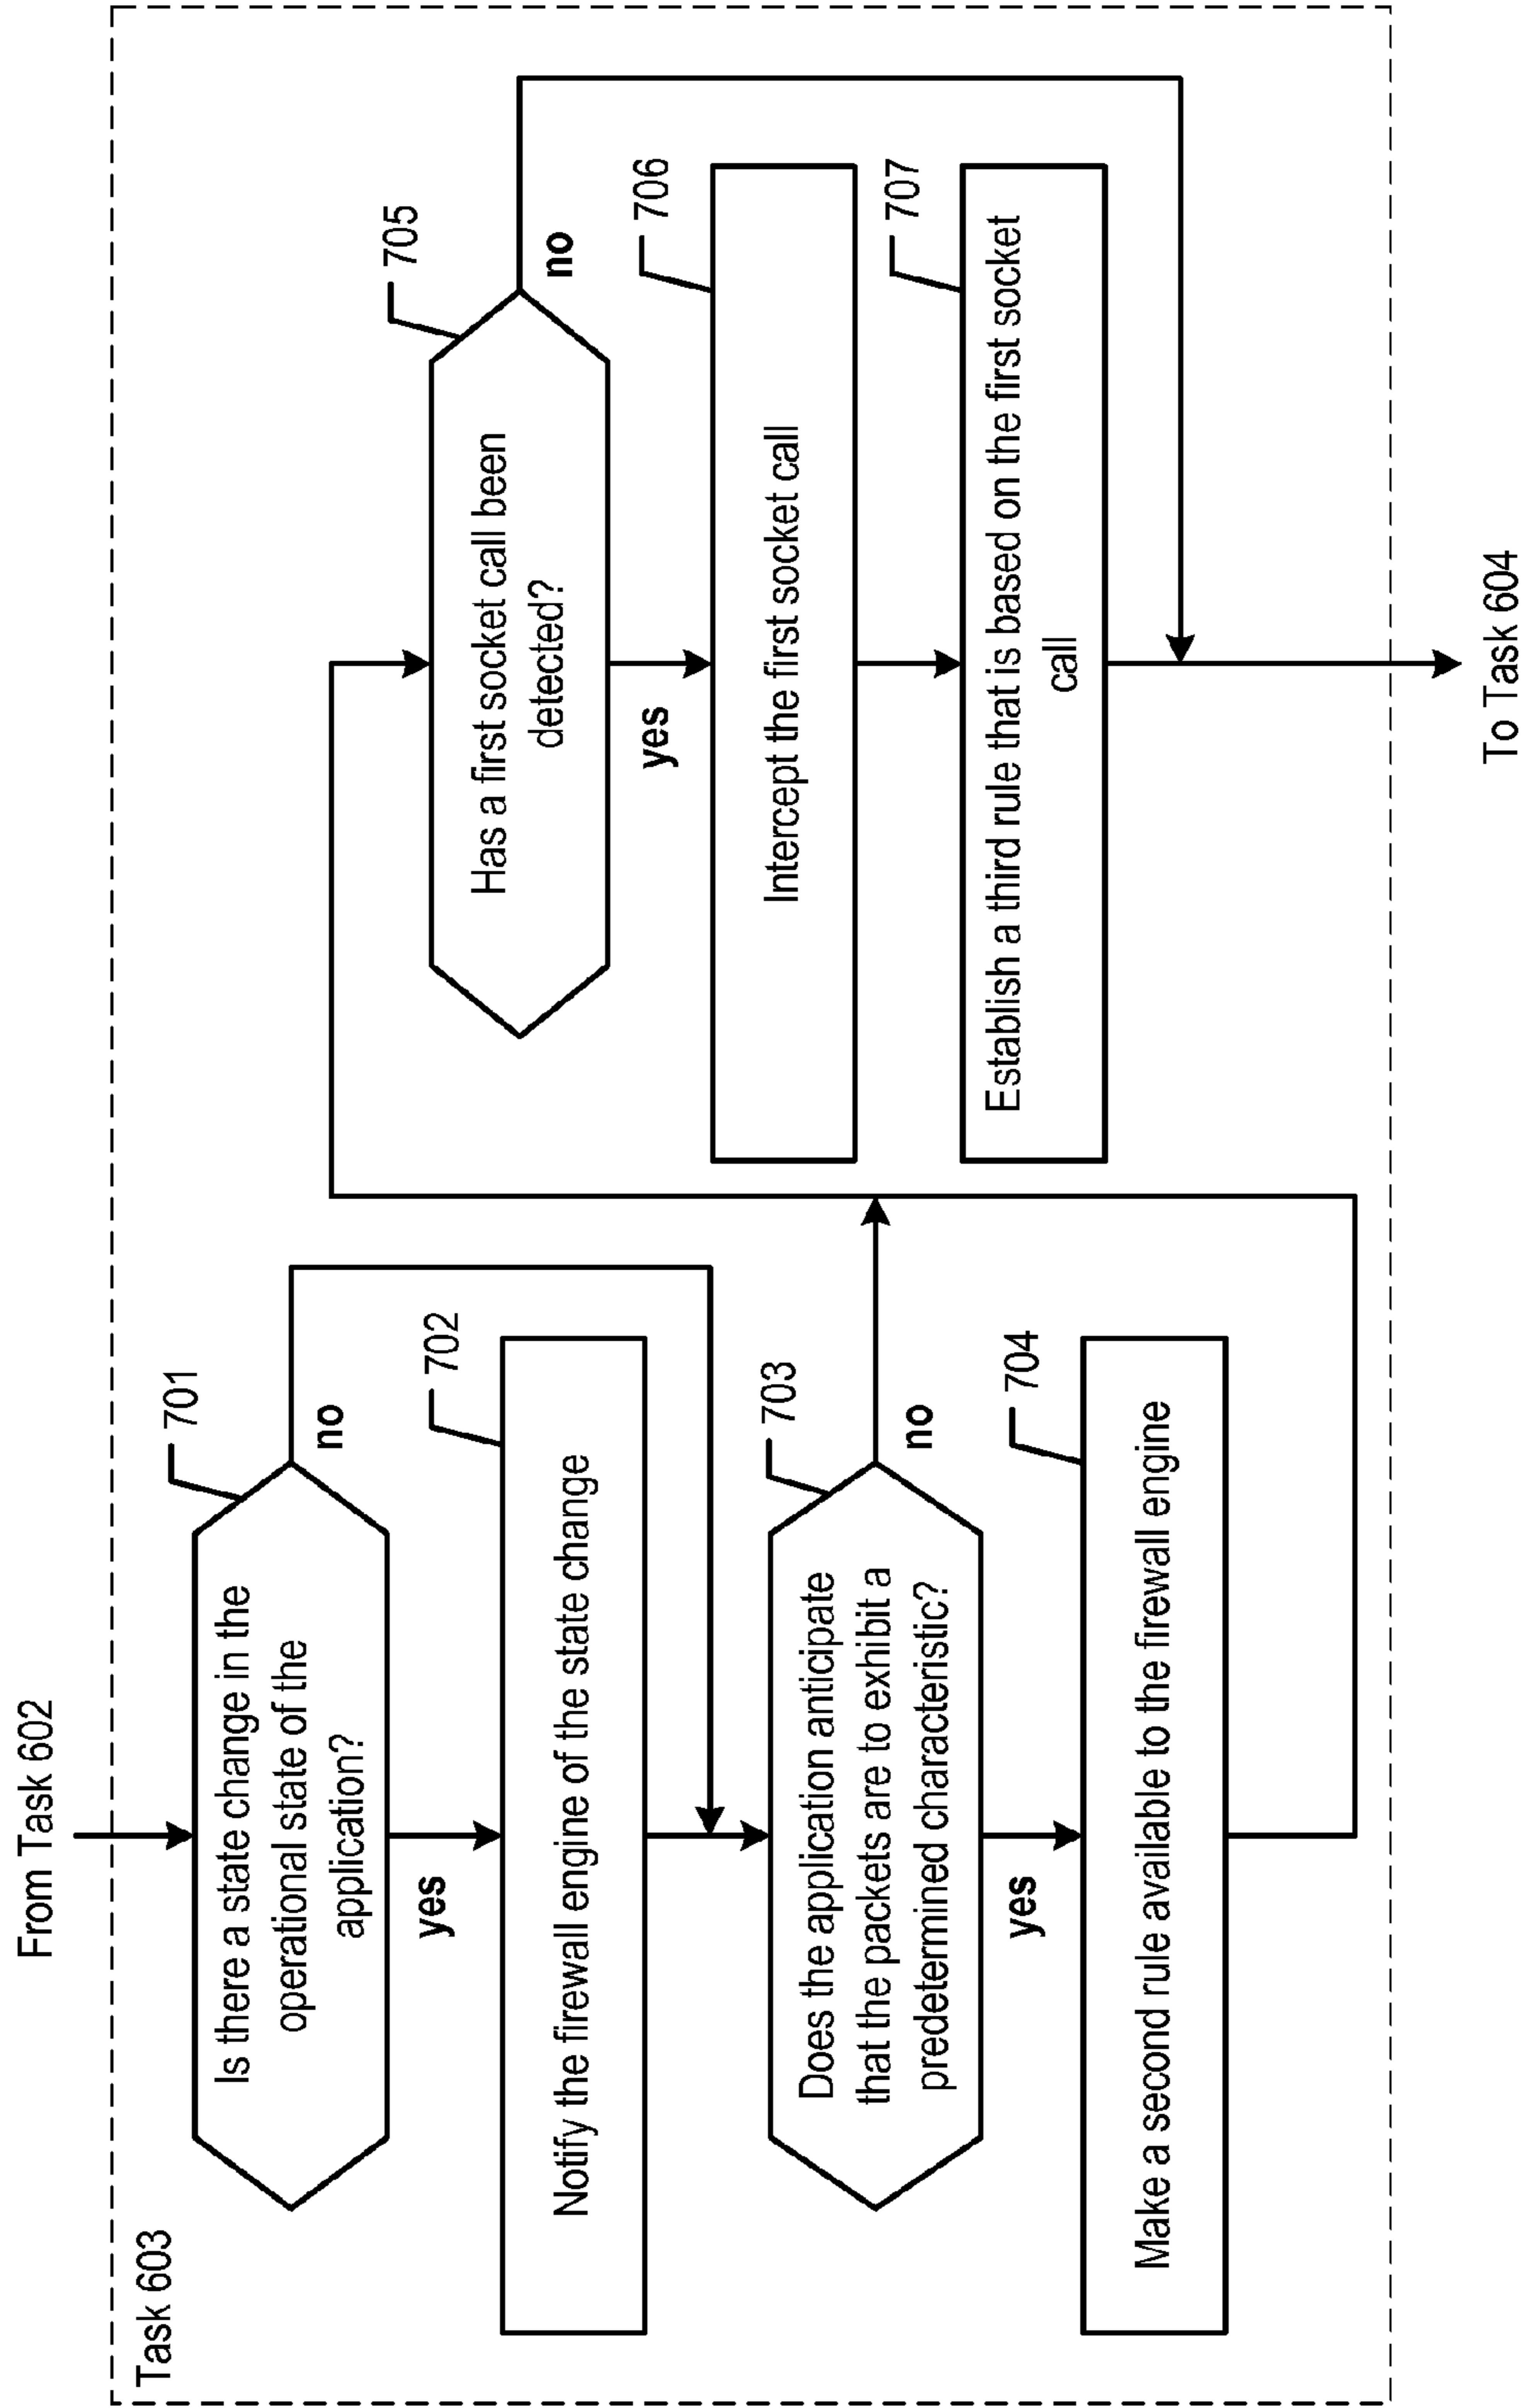 Task 603
From Task 602
701
Is there a state change in the
operational state of the
application?
no
yes
702
Notify the firewall engine of the state change
703
Does the application anticipate
that the packets are to exhibit a
predetermined characteristic?
no
yes
704
Make a second rule available to the firewall engine
705
Has a first socket call been
detected?
no
yes
706
Intercept the first socket call
707
Establish a third rule that is based on the first socket
call
To Task 604